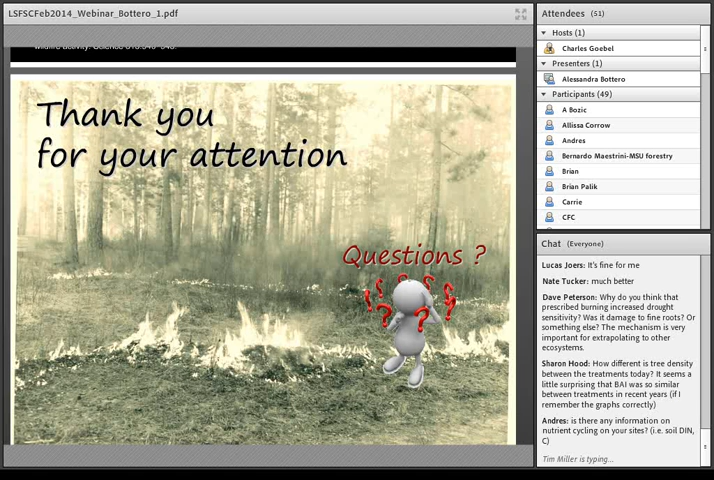 LSFSCFeb2014_Webinar_Bottero_1.pdf
Thank you
for your attention
Questions ?
Attendees (51)
Hosts (1)
Charles Goebel
Presenters (1)
Alessandra Bottero
Participants (49)
A Bozic
Allissa Corrow
Andres
Bernardo Maestrini-MSU forestry
Brian
Brian Palik
Carrie
CFC
Chat (Everyone)
Lucas Joers: It's fine for me
Nate Tucker: much better
Dave Peterson: Why do you think that
prescribed burning increased drought
sensitivity? Was it damage to fine roots? Or
something else? The mechanism is very
important for extrapolating to other
ecosystems.
Sharon Hood: How different is tree density
between the treatments today? It seems a
little surprising that BAI was so similar
between treatments in recent years (if I
remember the graphs correctly)
Andres: is there any information on
nutrient cycling on your sites? (i.e. soil DIN,
C)
Tim Miller is typing...